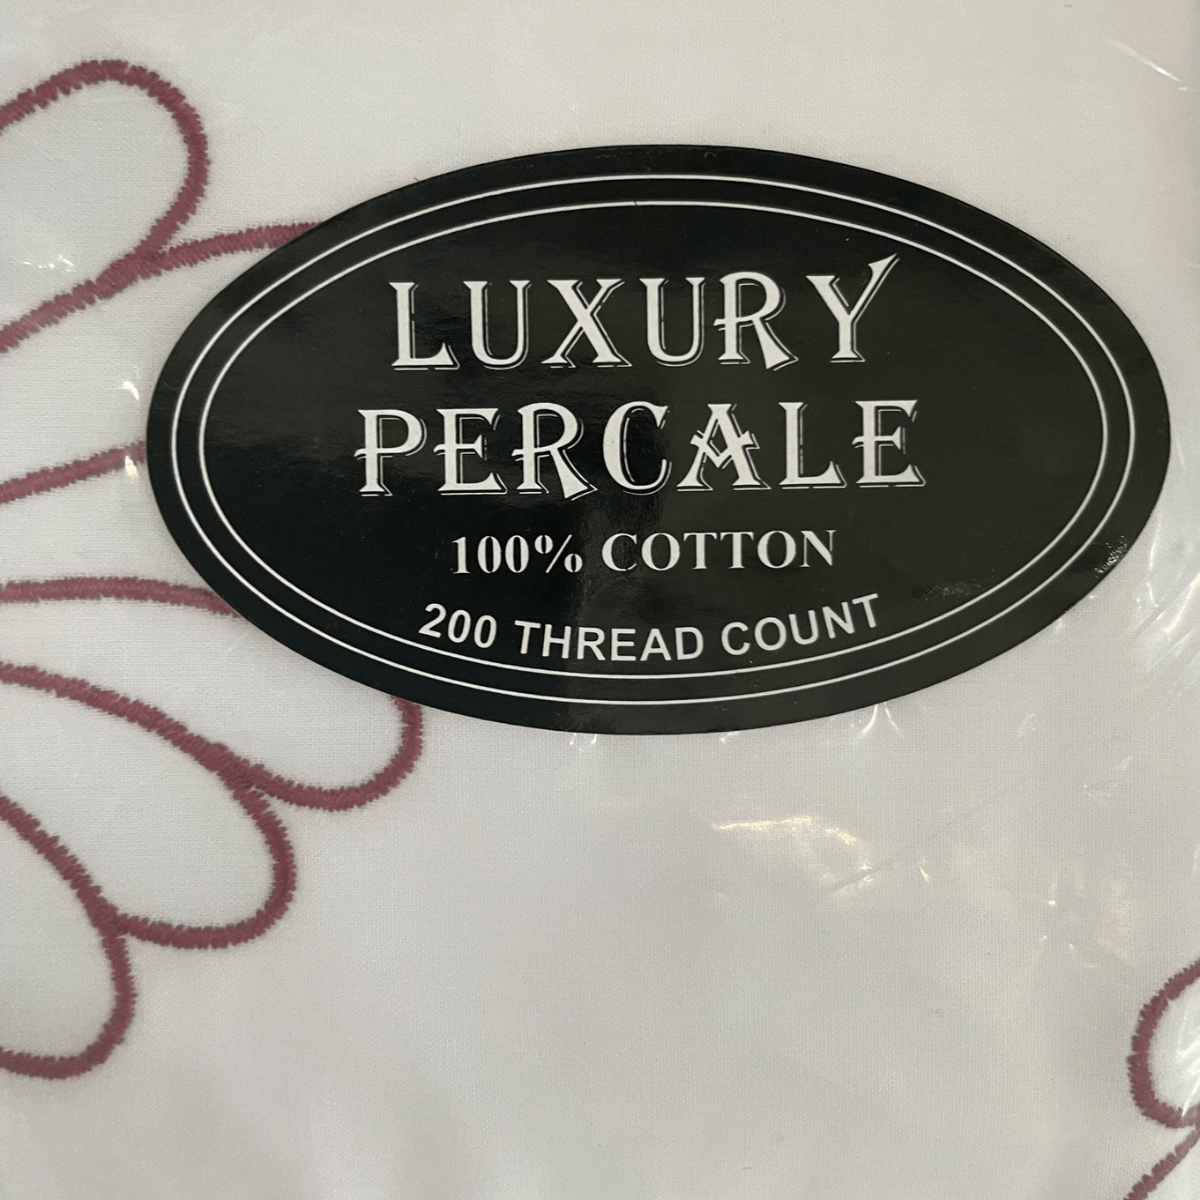 LUXURY
PERCALE
100% COTTON
200 THREAD COUNT